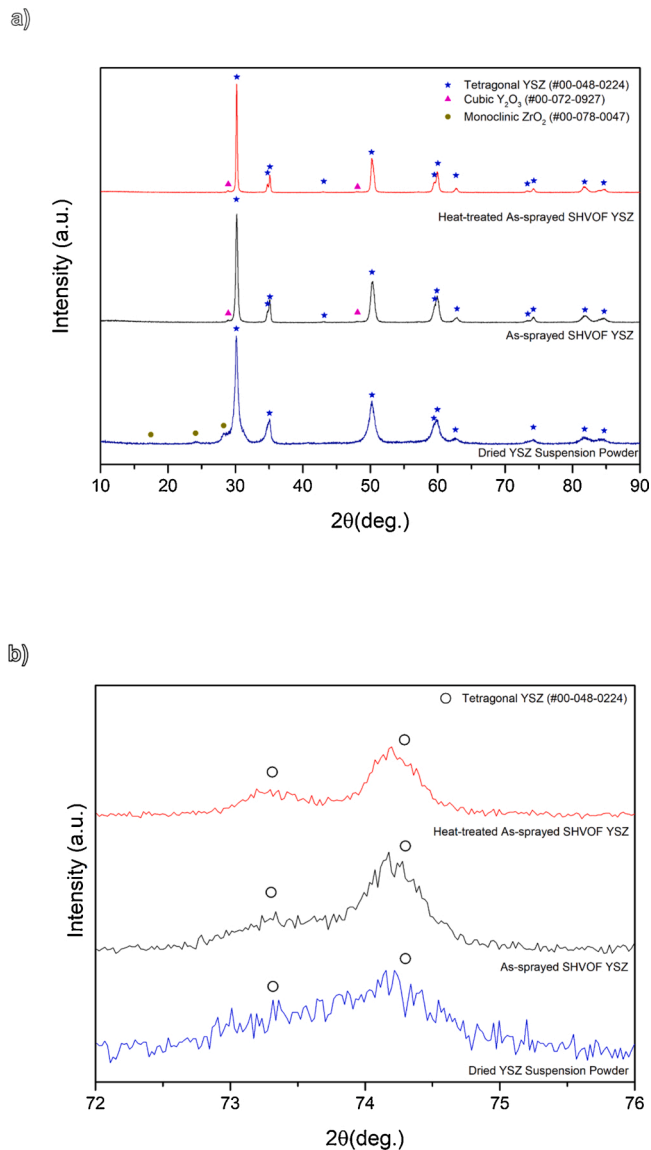 a)
★ Tetragonal YSZ (#00-048-0224)
▲ Cubic Y₂O₃ (#00-072-0927)
● Monoclinic ZrO₂ (#00-078-0047)
Heat-treated As-sprayed SHVOF YSZ
As-sprayed SHVOF YSZ
Dried YSZ Suspension Powder
Intensity (a.u.)
10 20 30 40 50 60 70 80 90
2θ(deg.)
b)
○ Tetragonal YSZ (#00-048-0224)
Heat-treated As-sprayed SHVOF YSZ
As-sprayed SHVOF YSZ
Dried YSZ Suspension Powder
Intensity (a.u.)
72 73 74 75 76
2θ(deg.)